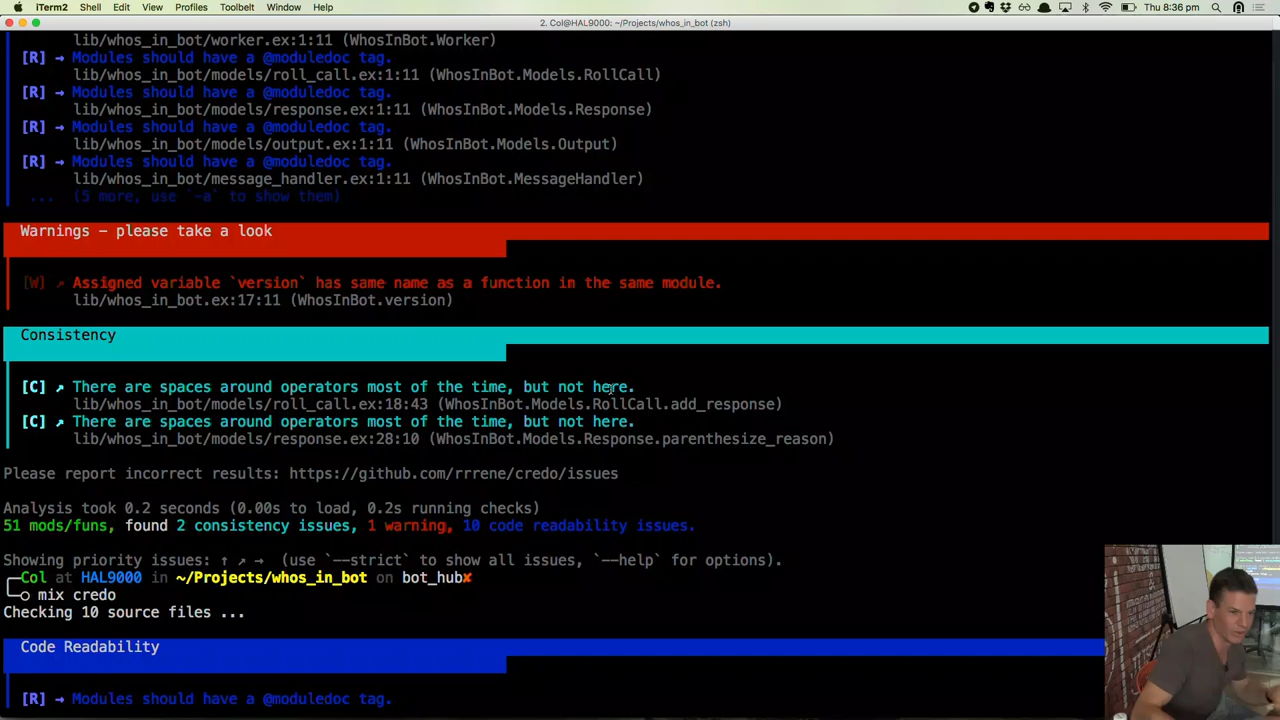 iTerm2 Shell Edit View Profiles Toolbelt Window Help Thu 8:36 pm
2. Col@HAL9000: ~/Projects/whos_in_bot (zsh)
lib/whos_in_bot/worker.ex:1:11 (WhosInBot.Worker)
[R] → Modules should have a @moduledoc tag.
lib/whos_in_bot/models/roll_call.ex:1:11 (WhosInBot.Models.RollCall)
[R] → Modules should have a @moduledoc tag.
lib/whos_in_bot/models/response.ex:1:11 (WhosInBot.Models.Response)
[R] → Modules should have a @moduledoc tag.
lib/whos_in_bot/models/output.ex:1:11 (WhosInBot.Models.Output)
[R] → Modules should have a @moduledoc tag.
lib/whos_in_bot/message_handler.ex:1:11 (WhosInBot.MessageHandler)
... (5 more, use `-a` to show them)
Warnings - please take a look
[W] ↗ Assigned variable `version` has same name as a function in the same module.
lib/whos_in_bot.ex:17:11 (WhosInBot.version)
Consistency
[C] ↗ There are spaces around operators most of the time, but not here.
lib/whos_in_bot/models/roll_call.ex:18:43 (WhosInBot.Models.RollCall.add_response)
[C] ↗ There are spaces around operators most of the time, but not here.
lib/whos_in_bot/models/response.ex:28:10 (WhosInBot.Models.Response.parenthesize_reason)
Please report incorrect results: https://github.com/rrrene/credo/issues
Analysis took 0.2 seconds (0.00s to load, 0.2s running checks)
51 mods/funs, found 2 consistency issues, 1 warning, 10 code readability issues.
Showing priority issues: ↑ ↗ → (use `--strict` to show all issues, `--help` for options).
Col at HAL9000 in ~/Projects/whos_in_bot on bot_hub✘
mix credo
Checking 10 source files ...
Code Readability
[R] → Modules should have a @moduledoc tag.